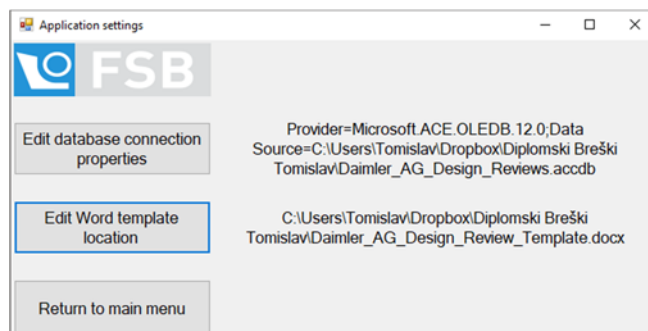 Application settings
FSB
Edit database connection
properties
Provider=Microsoft.ACE.OLEDB.12.0;Data
Source=C:\Users\Tomislav\Dropbox\Diplomski Breški
Tomislav\Daimler_AG_Design_Reviews.accdb
Edit Word template
location
C:\Users\Tomislav\Dropbox\Diplomski Breški
Tomislav\Daimler_AG_Design_Review_Template.docx
Return to main menu